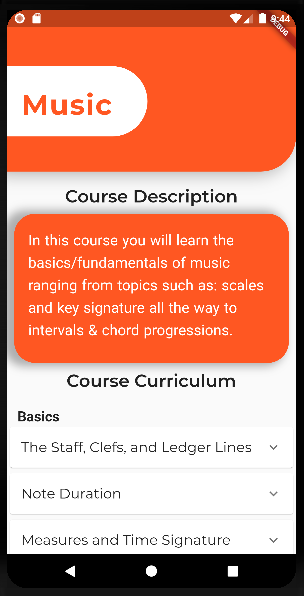 9:44
DEBUG
Music
Course Description
In this course you will learn the
basics/fundamentals of music
ranging from topics such as: scales
and key signature all the way to
intervals & chord progressions.
Course Curriculum
Basics
The Staff, Clefs, and Ledger Lines
Note Duration
Measures and Time Signature